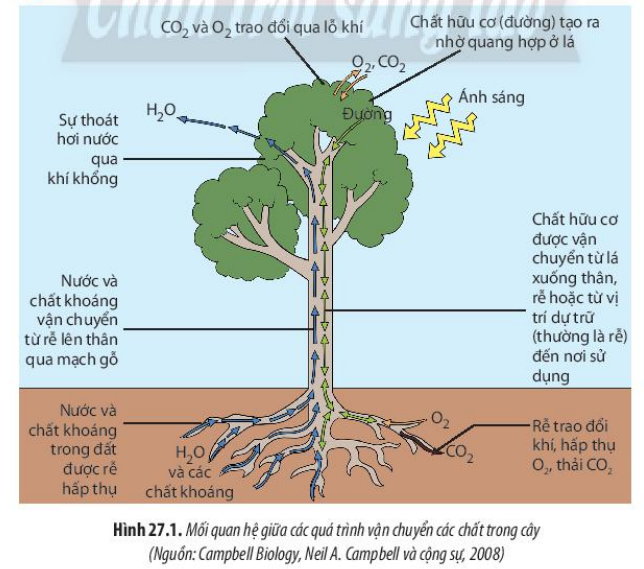 Chân trời sáng tạo
CO₂ và O₂ trao đổi qua lỗ khí
Chất hữu cơ (đường) tạo ra
nhờ quang hợp ở lá
O₂, CO₂
H₂O
Ánh sáng
Đường
Sự thoát
hơi nước
qua
khí khổng
Chất hữu cơ
được vận
chuyển từ lá
xuống thân,
rễ hoặc từ vị
trí dự trữ
(thường là rễ)
đến nơi sử
dụng
Nước và
chất khoáng
vận chuyển
từ rễ lên thân
qua mạch gỗ
Nước và
chất khoáng
trong đất
được rễ
hấp thụ
H₂O
và các
chất khoáng
O₂
CO₂
Rễ trao đổi
khí, hấp thụ
O₂, thải CO₂
Hình 27.1. Mối quan hệ giữa các quá trình vận chuyển các chất trong cây
(Nguồn: Campbell Biology, Neil A. Campbell và cộng sự, 2008)